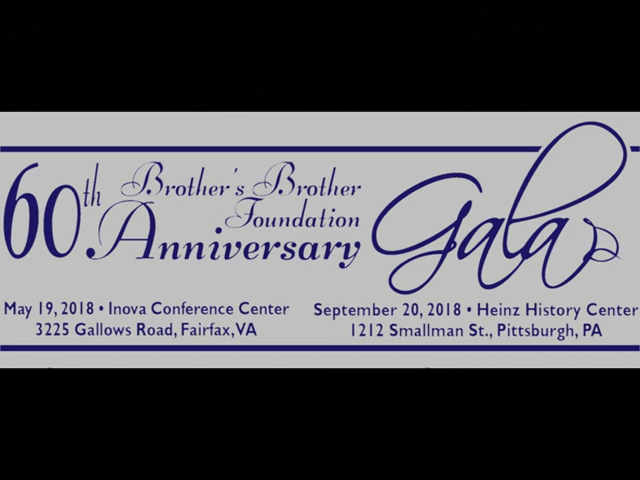 60th Brother's Brother
Foundation
Anniversary
Gala
May 19, 2018 • Inova Conference Center
3225 Gallows Road, Fairfax, VA
September 20, 2018 • Heinz History Center
1212 Smallman St., Pittsburgh, PA